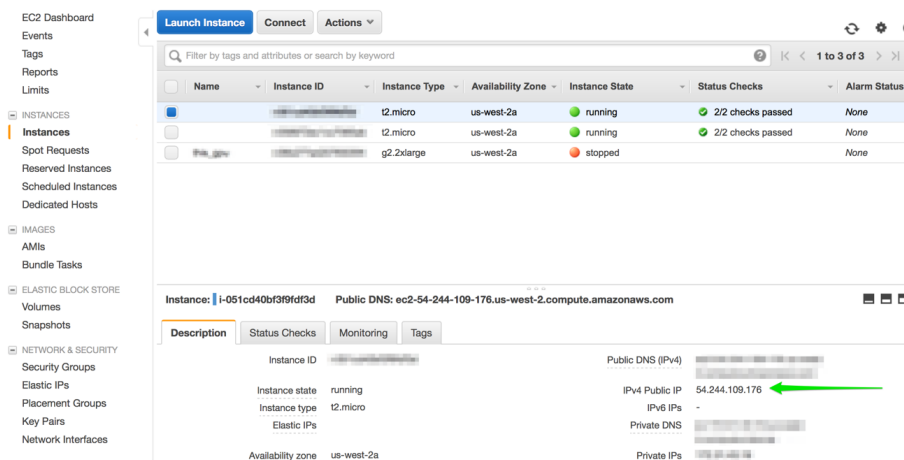 EC2 Dashboard
Events
Tags
Reports
Limits
INSTANCES
Instances
Spot Requests
Reserved Instances
Scheduled Instances
Dedicated Hosts
IMAGES
AMIs
Bundle Tasks
ELASTIC BLOCK STORE
Volumes
Snapshots
NETWORK & SECURITY
Security Groups
Elastic IPs
Placement Groups
Key Pairs
Network Interfaces
Launch Instance Connect Actions
Filter by tags and attributes or search by keyword 1 to 3 of 3
Name Instance ID Instance Type Availability Zone Instance State Status Checks Alarm Status
t2.micro us-west-2a running 2/2 checks passed None
t2.micro us-west-2a running 2/2 checks passed None
g2.2xlarge us-west-2a stopped None
Instance: i-051cd40bf3f9fdf3d Public DNS: ec2-54-244-109-176.us-west-2.compute.amazonaws.com
Description Status Checks Monitoring Tags
Instance ID Public DNS (IPv4)
Instance state running IPv4 Public IP 54.244.109.176
Instance type t2.micro IPv6 IPs -
Elastic IPs Private DNS
Availability zone us-west-2a Private IPs